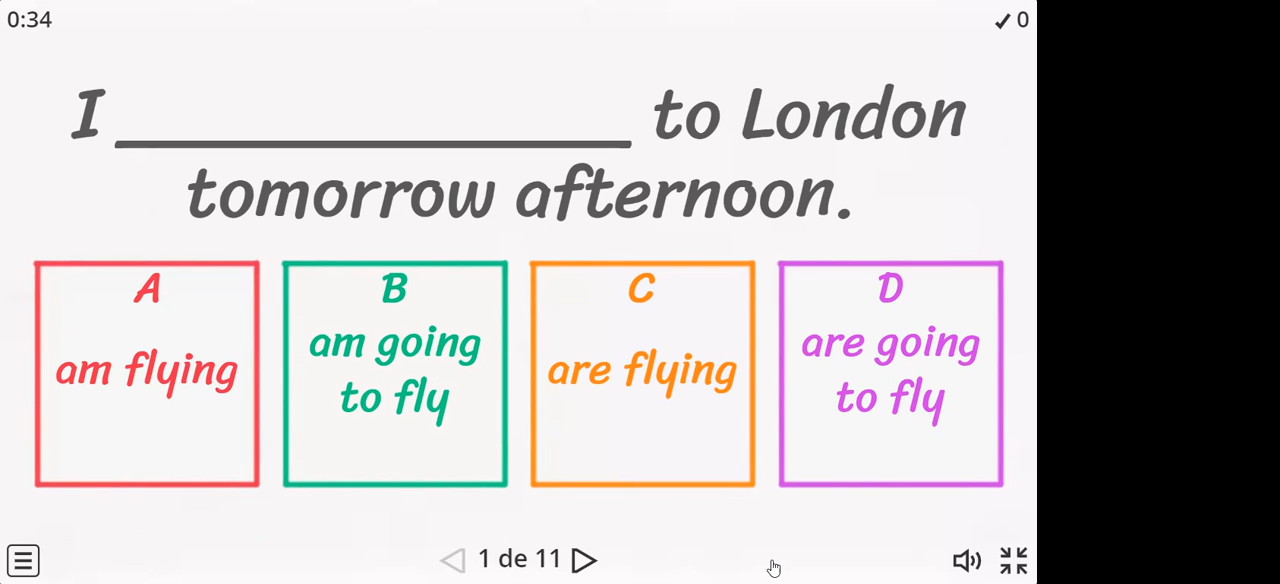 0:34
✓ 0
I ____________ to London
tomorrow afternoon.
A
am flying
B
am going
to fly
C
are flying
D
are going
to fly
1 de 11